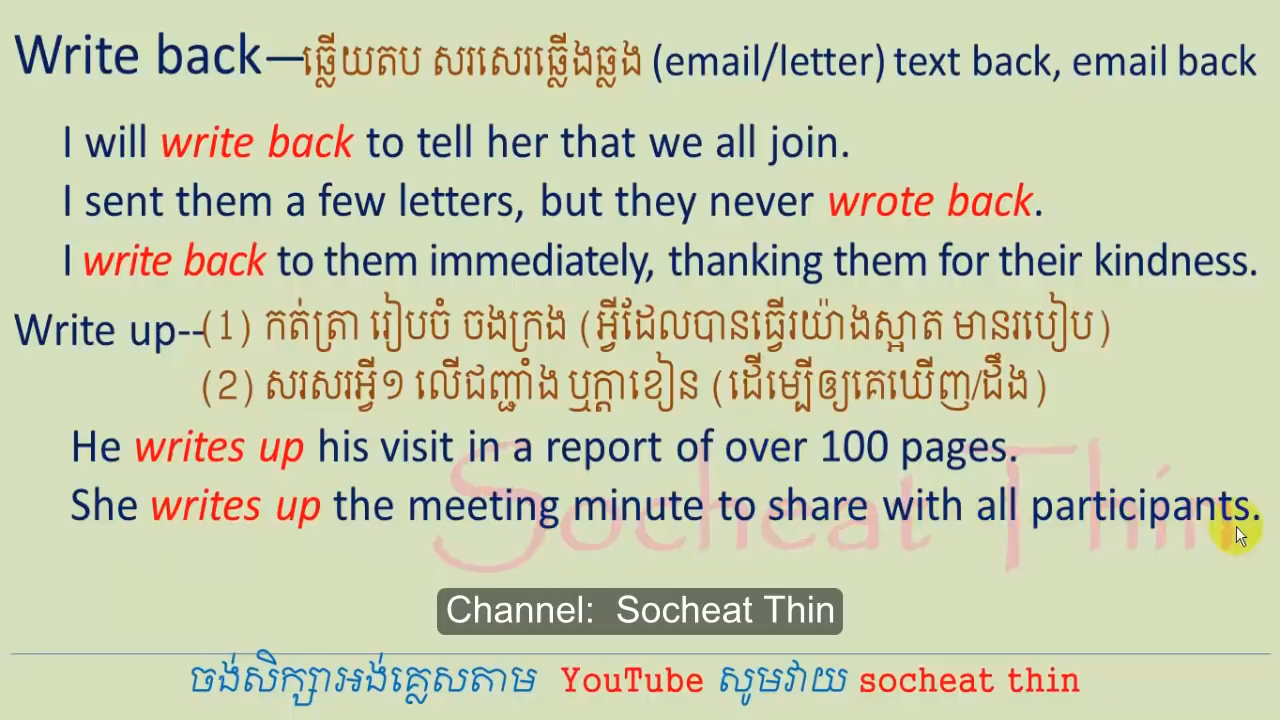 Write back—ឆ្លើយតប សរសេរឆ្លើងឆ្លង (email/letter) text back, email back
I will write back to tell her that we all join.
I sent them a few letters, but they never wrote back.
I write back to them immediately, thanking them for their kindness.
Write up--(1) កត់ត្រា រៀបចំ ចងក្រង (អ្វីដែលបានធ្វើរយ៉ាងស្អាត មានរបៀប)
(2) សរសរអ្វី១ លើជញ្ជាំង ឬក្តាខៀន (ដើម្បើឲ្យគេឃើញ/ដឹង)
He writes up his visit in a report of over 100 pages.
She writes up the meeting minute to share with all participants.
Socheat Thin
Channel: Socheat Thin
ចង់សិក្សាអង់គ្លេសតាម YouTube សូមវាយ socheat thin